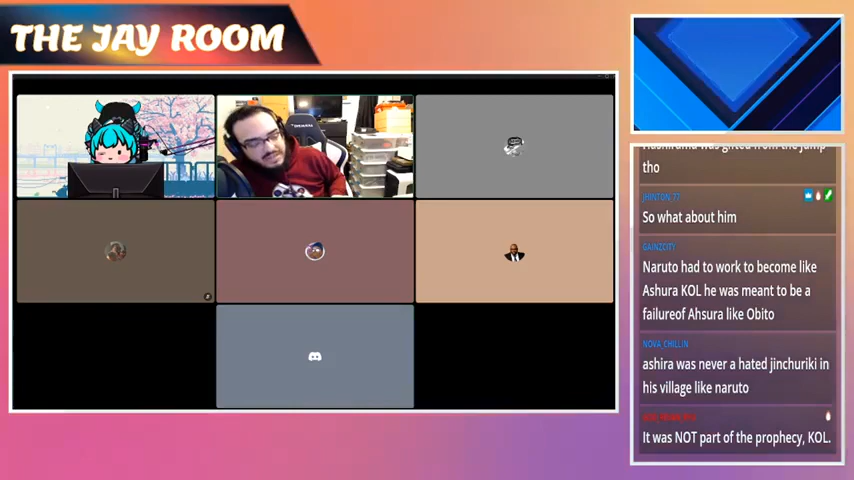 THE JAY ROOM
tho
JHINTON_77
So what about him
GAINZCITY
Naruto had to work to become like
Ashura KOL he was meant to be a
failureof Ahsura like Obito
NOVA_CHILLIN
ashira was never a hated jinchuriki in
his village like naruto
It was NOT part of the prophecy, KOL.